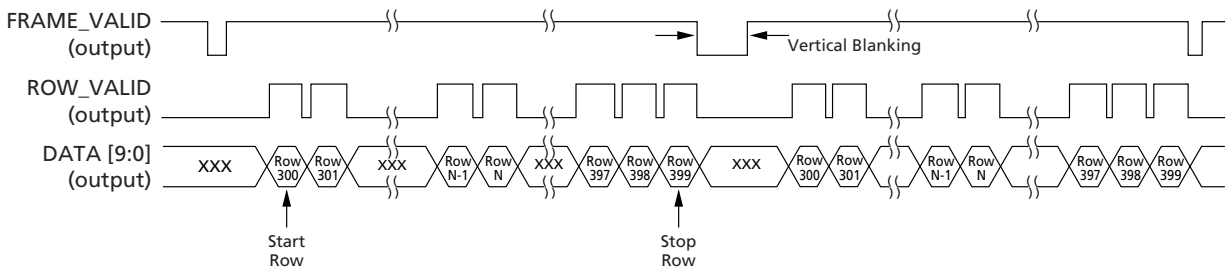 FRAME_VALID
(output)
Vertical Blanking
ROW_VALID
(output)
DATA [9:0]
(output)
XXX
Row
300
Row
301
XXX
Row
N-1
Row
N
XXX
Row
397
Row
398
Row
399
XXX
Row
300
Row
301
Row
N-1
Row
N
Row
397
Row
398
Row
399
Start
Row
Stop
Row